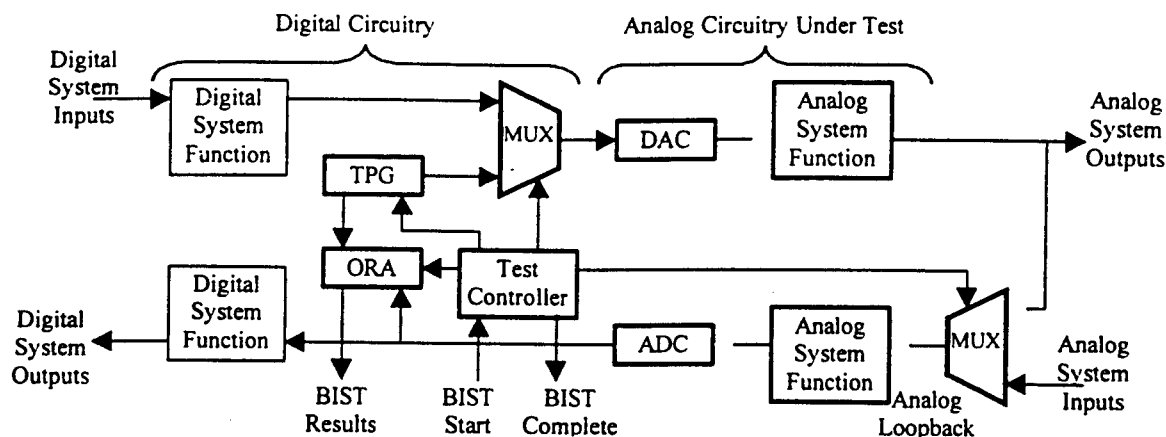 Digital Circuitry
Analog Circuitry Under Test
Digital
System
Inputs
Digital
System
Function
MUX
DAC
Analog
System
Function
Analog
System
Outputs
TPG
ORA
Test
Controller
Digital
System
Outputs
Digital
System
Function
ADC
Analog
System
Function
MUX
Analog
System
Inputs
BIST
Results
BIST
Start
BIST
Complete
Analog
Loopback